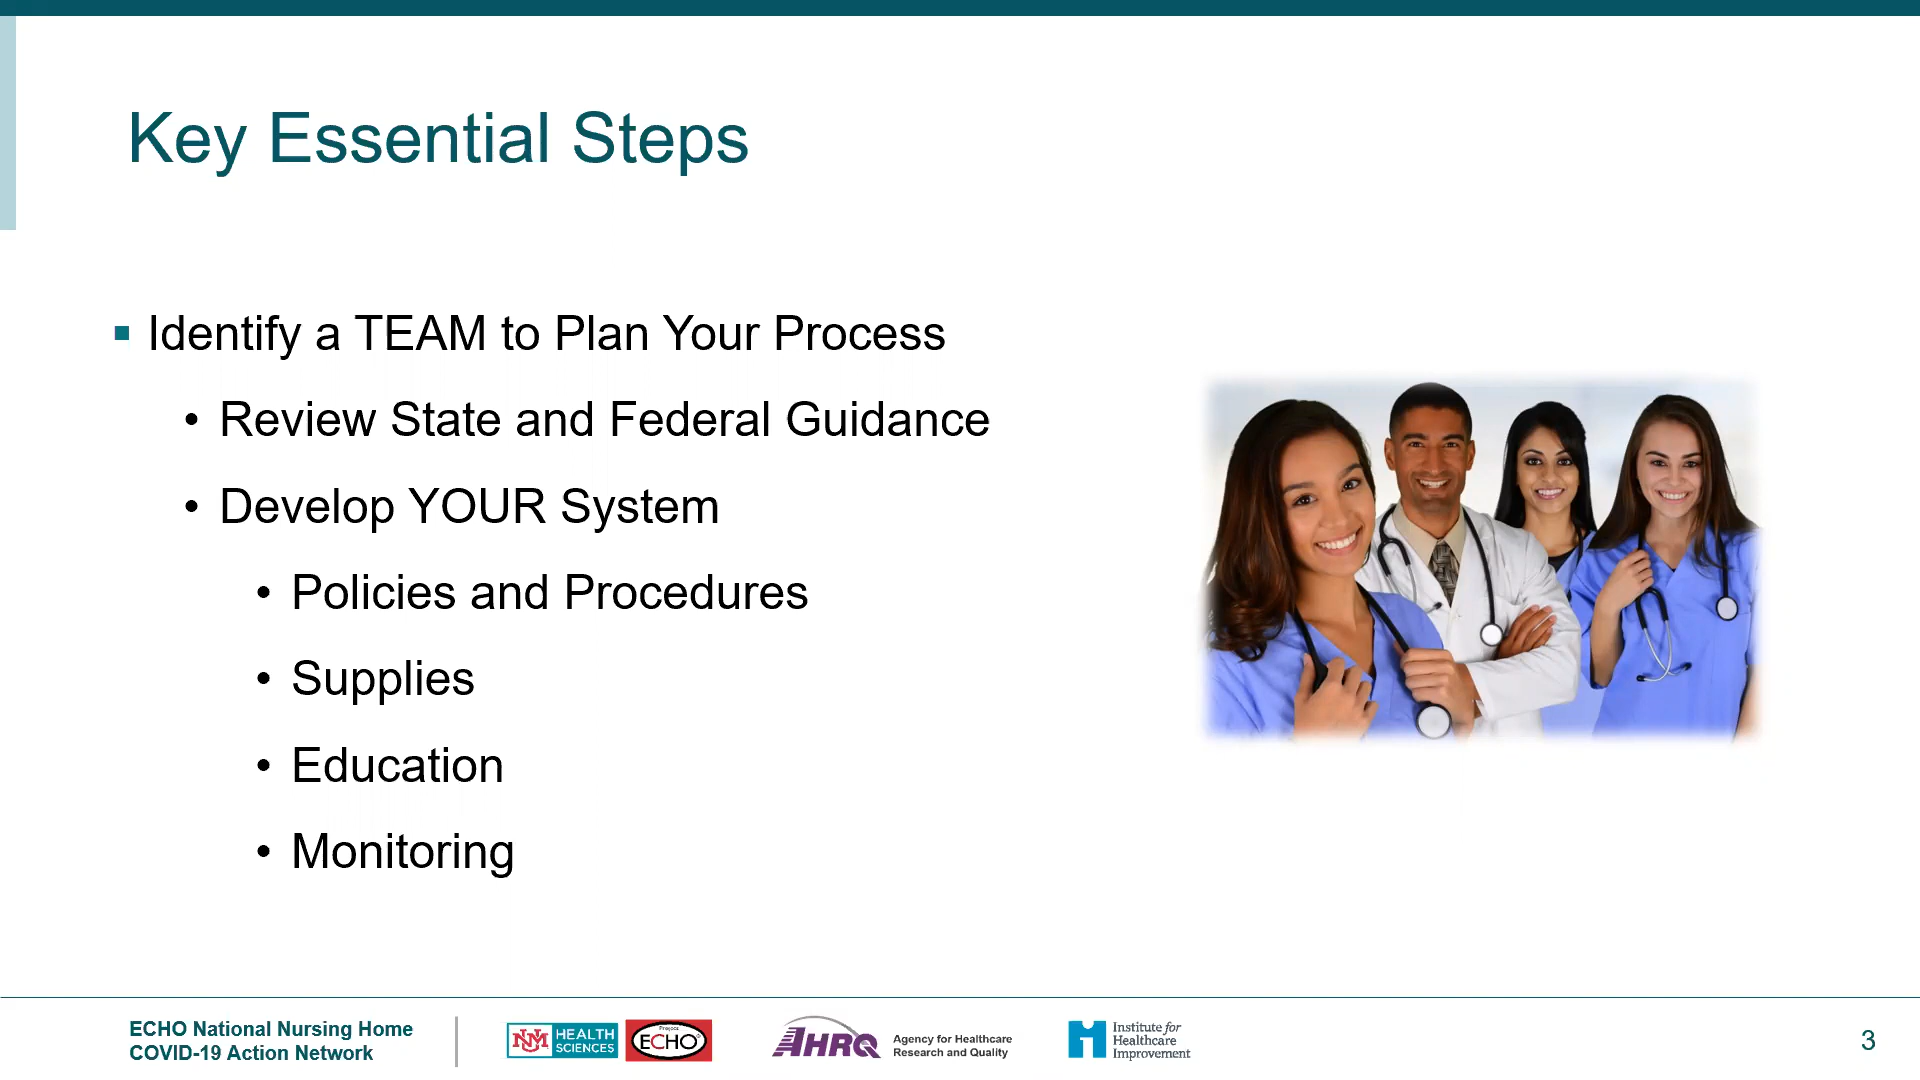 Key Essential Steps
Identify a TEAM to Plan Your Process
• Review State and Federal Guidance
• Develop YOUR System
• Policies and Procedures
• Supplies
• Education
• Monitoring
ECHO National Nursing Home
COVID-19 Action Network
UNM HEALTH
SCIENCES
Project
ECHO®
AHRQ
Agency for Healthcare
Research and Quality
Institute for
Healthcare
Improvement
3